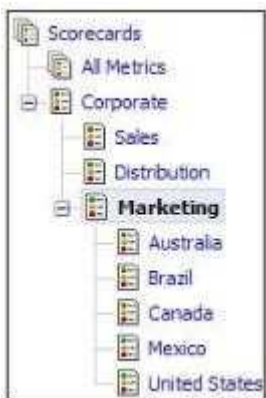 Scorecards
All Metrics
Corporate
Sales
Distribution
Marketing
Australia
Brazil
Canada
Mexico
United States